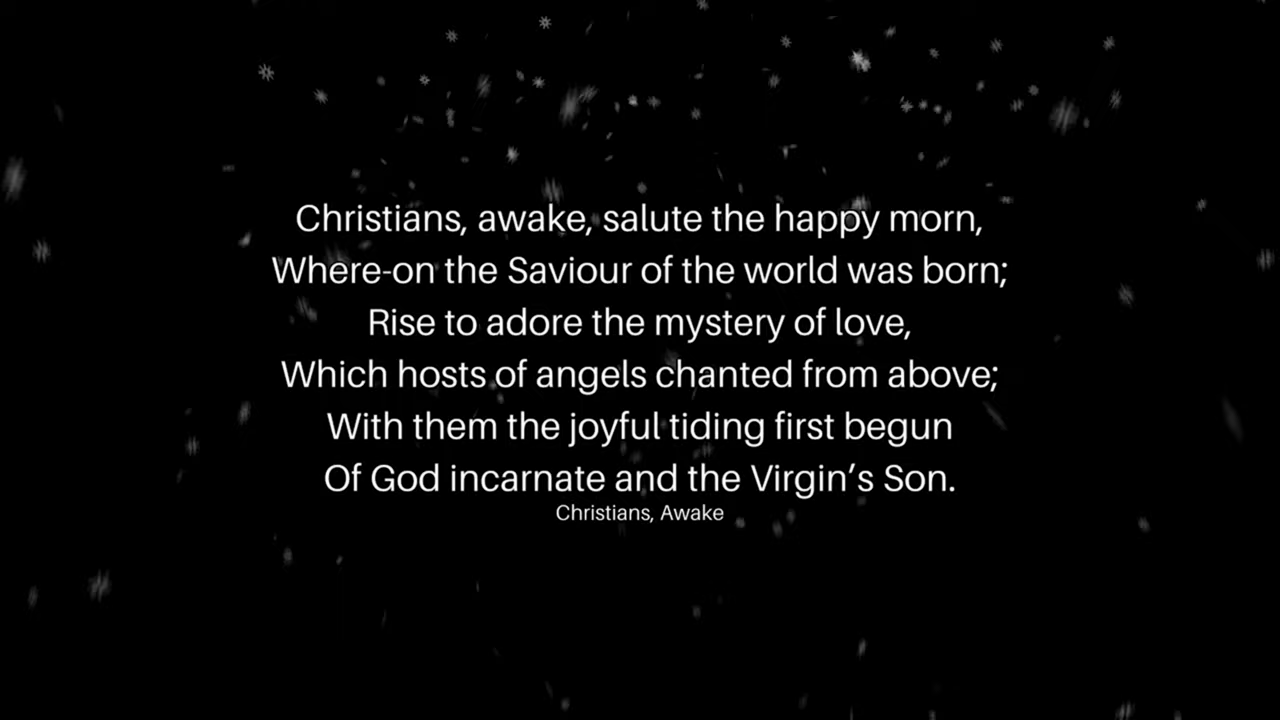 Christians, awake, salute the happy morn,
Where-on the Saviour of the world was born;
Rise to adore the mystery of love,
Which hosts of angels chanted from above;
With them the joyful tiding first begun
Of God incarnate and the Virgin’s Son.
Christians, Awake